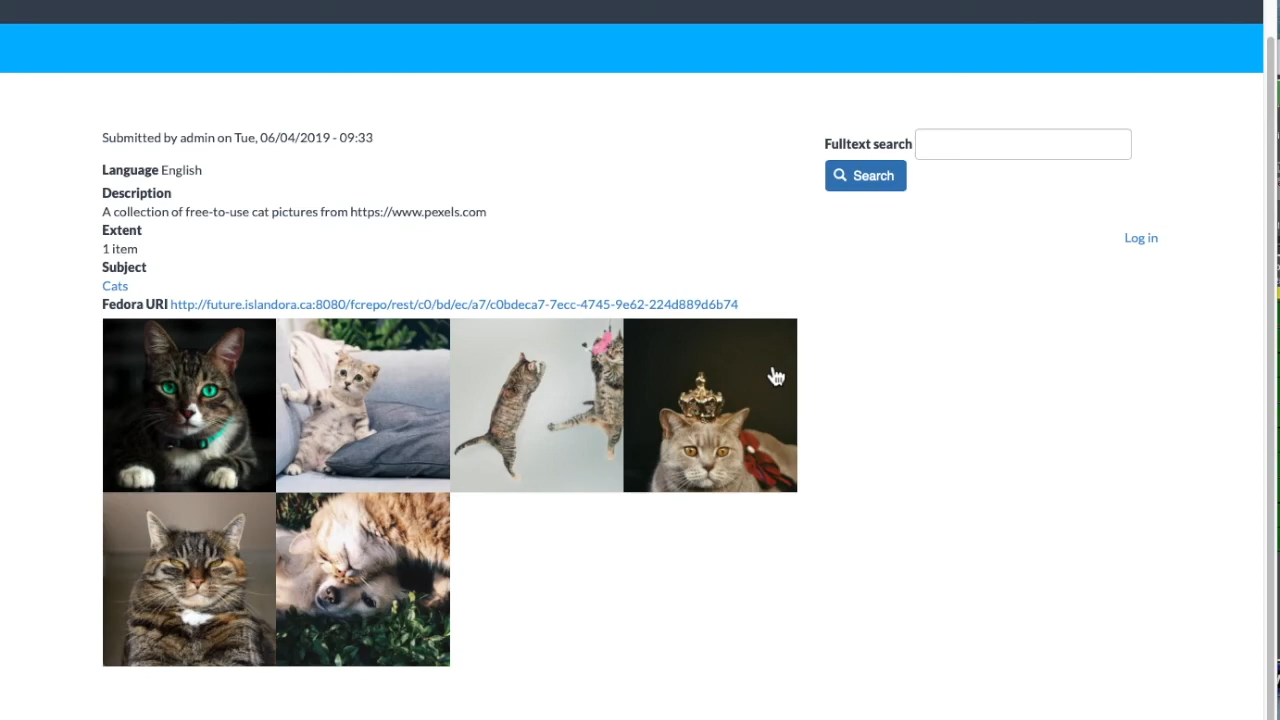 Submitted by admin on Tue, 06/04/2019 - 09:33
Language English
Description
A collection of free-to-use cat pictures from https://www.pexels.com
Extent
1 item
Subject
Cats
Fedora URI http://future.islandora.ca:8080/fcrepo/rest/c0/bd/ec/a7/c0bdeca7-7ecc-4745-9e62-224d889d6b74
Fulltext search
Search
Log in